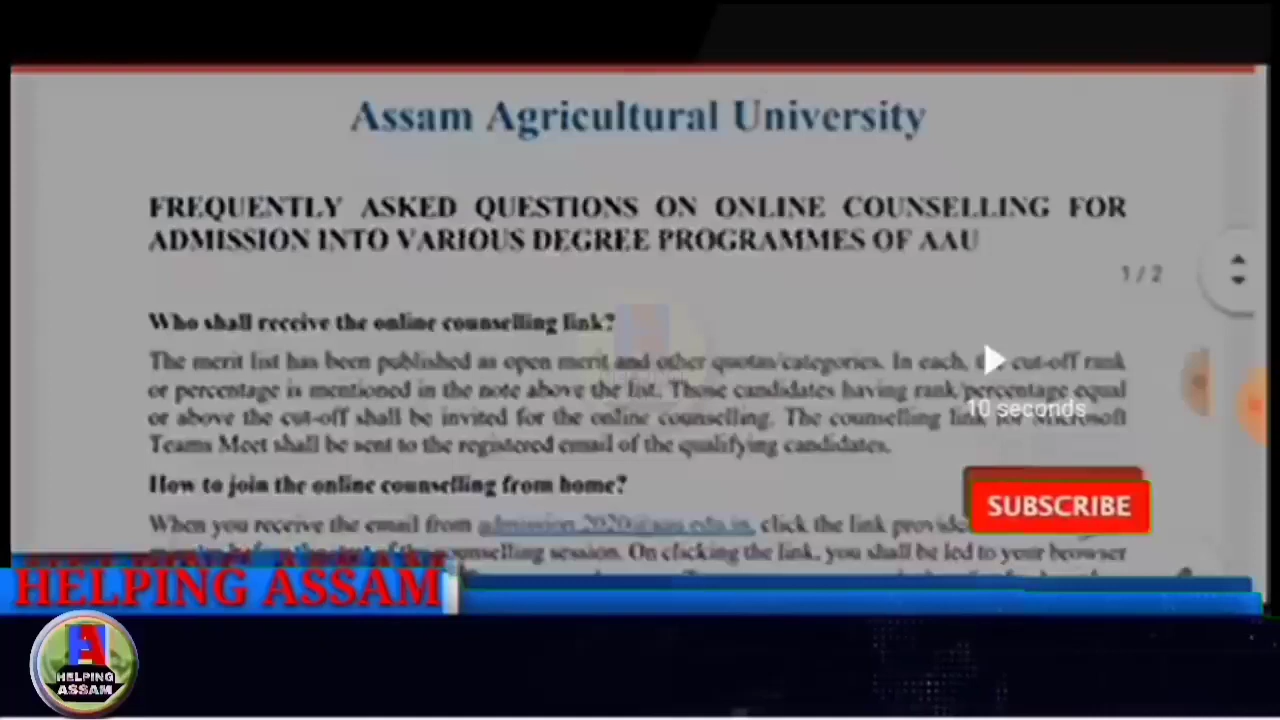 Assam Agricultural University
FREQUENTLY ASKED QUESTIONS ON ONLINE COUNSELLING FOR
ADMISSION INTO VARIOUS DEGREE PROGRAMMES OF AAU
1 / 2
Who shall receive the online counselling link?
The merit list has been published as open merit and other quotas/categories. In each, the cut-off rank
or percentage is mentioned in the note above the list. Those candidates having rank/percentage equal
10 seconds
or above the cut-off shall be invited for the online counselling. The counselling link for Microsoft
Teams Meet shall be sent to the registered email of the qualifying candidates.
How to join the online counselling from home?
SUBSCRIBE
When you receive the email from admission.2020@aau.edu.in, click the link
counselling session. On clicking the link, you shall be led to your browser
HELPING ASSAM
HELPING
ASSAM